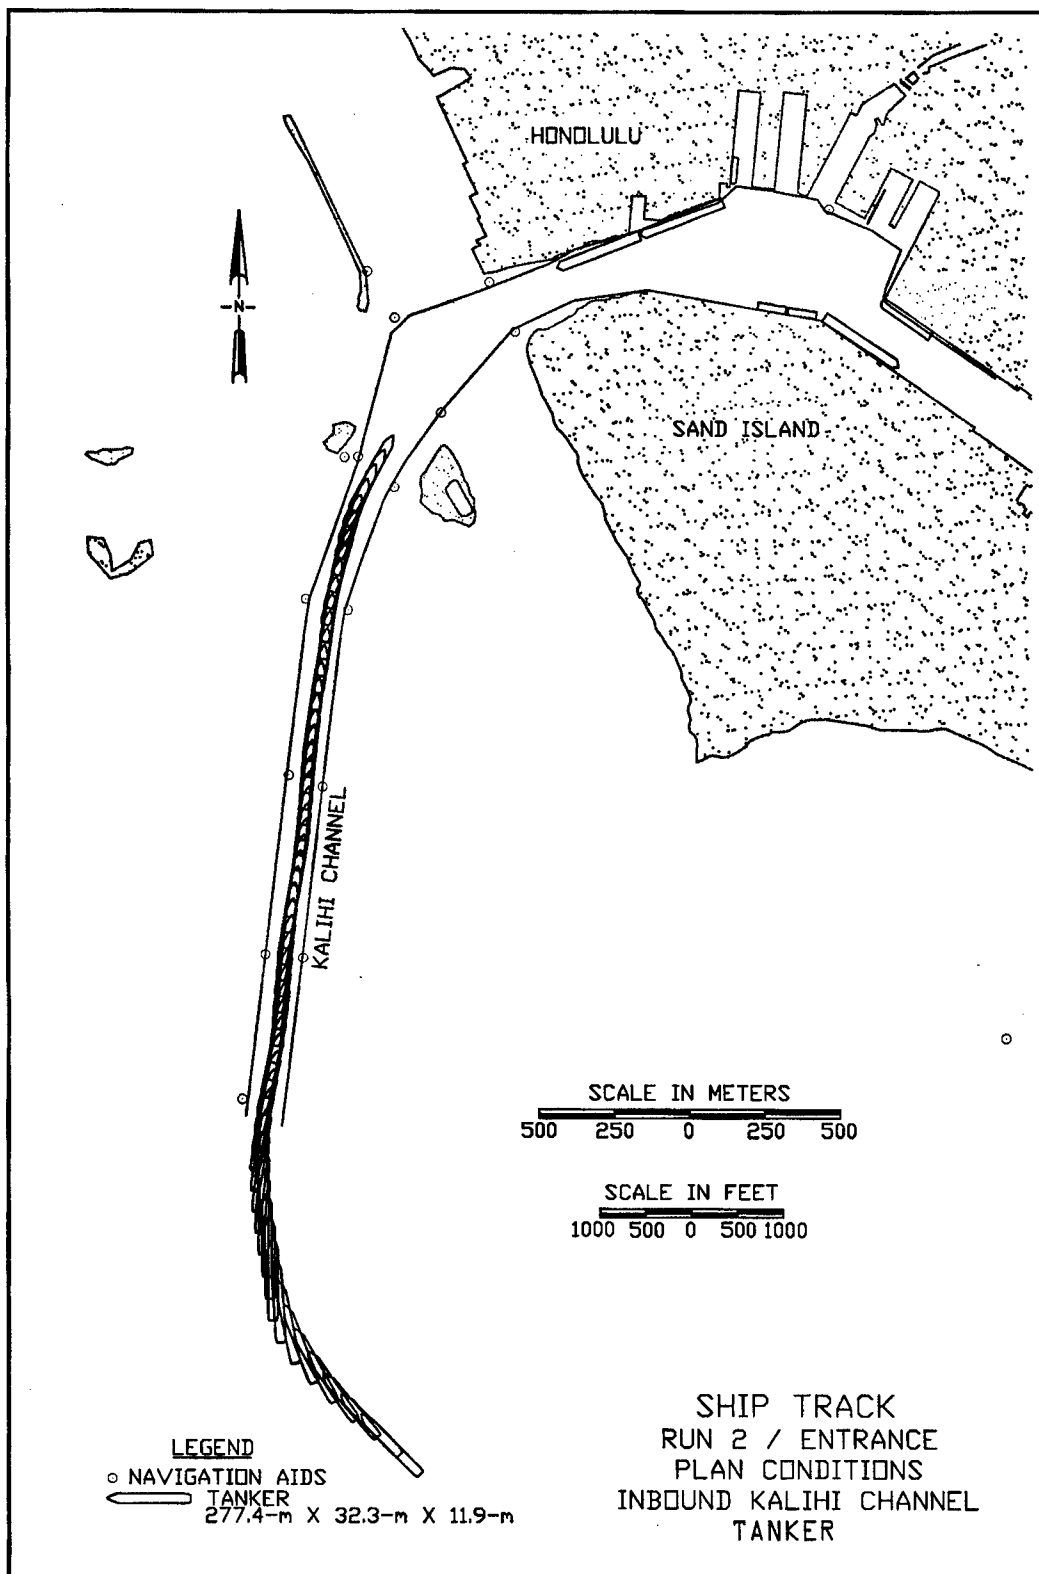 HONOLULU
-N-
SAND ISLAND
KALIHI CHANNEL
SCALE IN METERS
500 250 0 250 500
SCALE IN FEET
1000 500 0 500 1000
LEGEND
NAVIGATION AIDS
TANKER
277.4-m X 32.3-m X 11.9-m
SHIP TRACK
RUN 2 / ENTRANCE
PLAN CONDITIONS
INBOUND KALIHI CHANNEL
TANKER